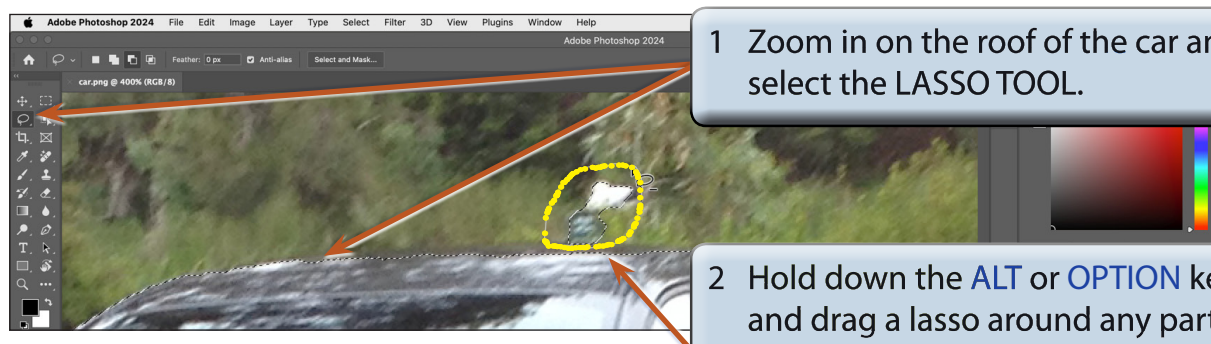 Adobe Photoshop 2024 File Edit Image Layer Type Select Filter 3D View Plugins Window Help
Adobe Photoshop 2024
Feather: 0 px Anti-alias Select and Mask...
car.png @ 400% (RGB/8)
1 Zoom in on the roof of the car
select the LASSO TOOL.
2 Hold down the ALT or OPTION
and drag a lasso around any part